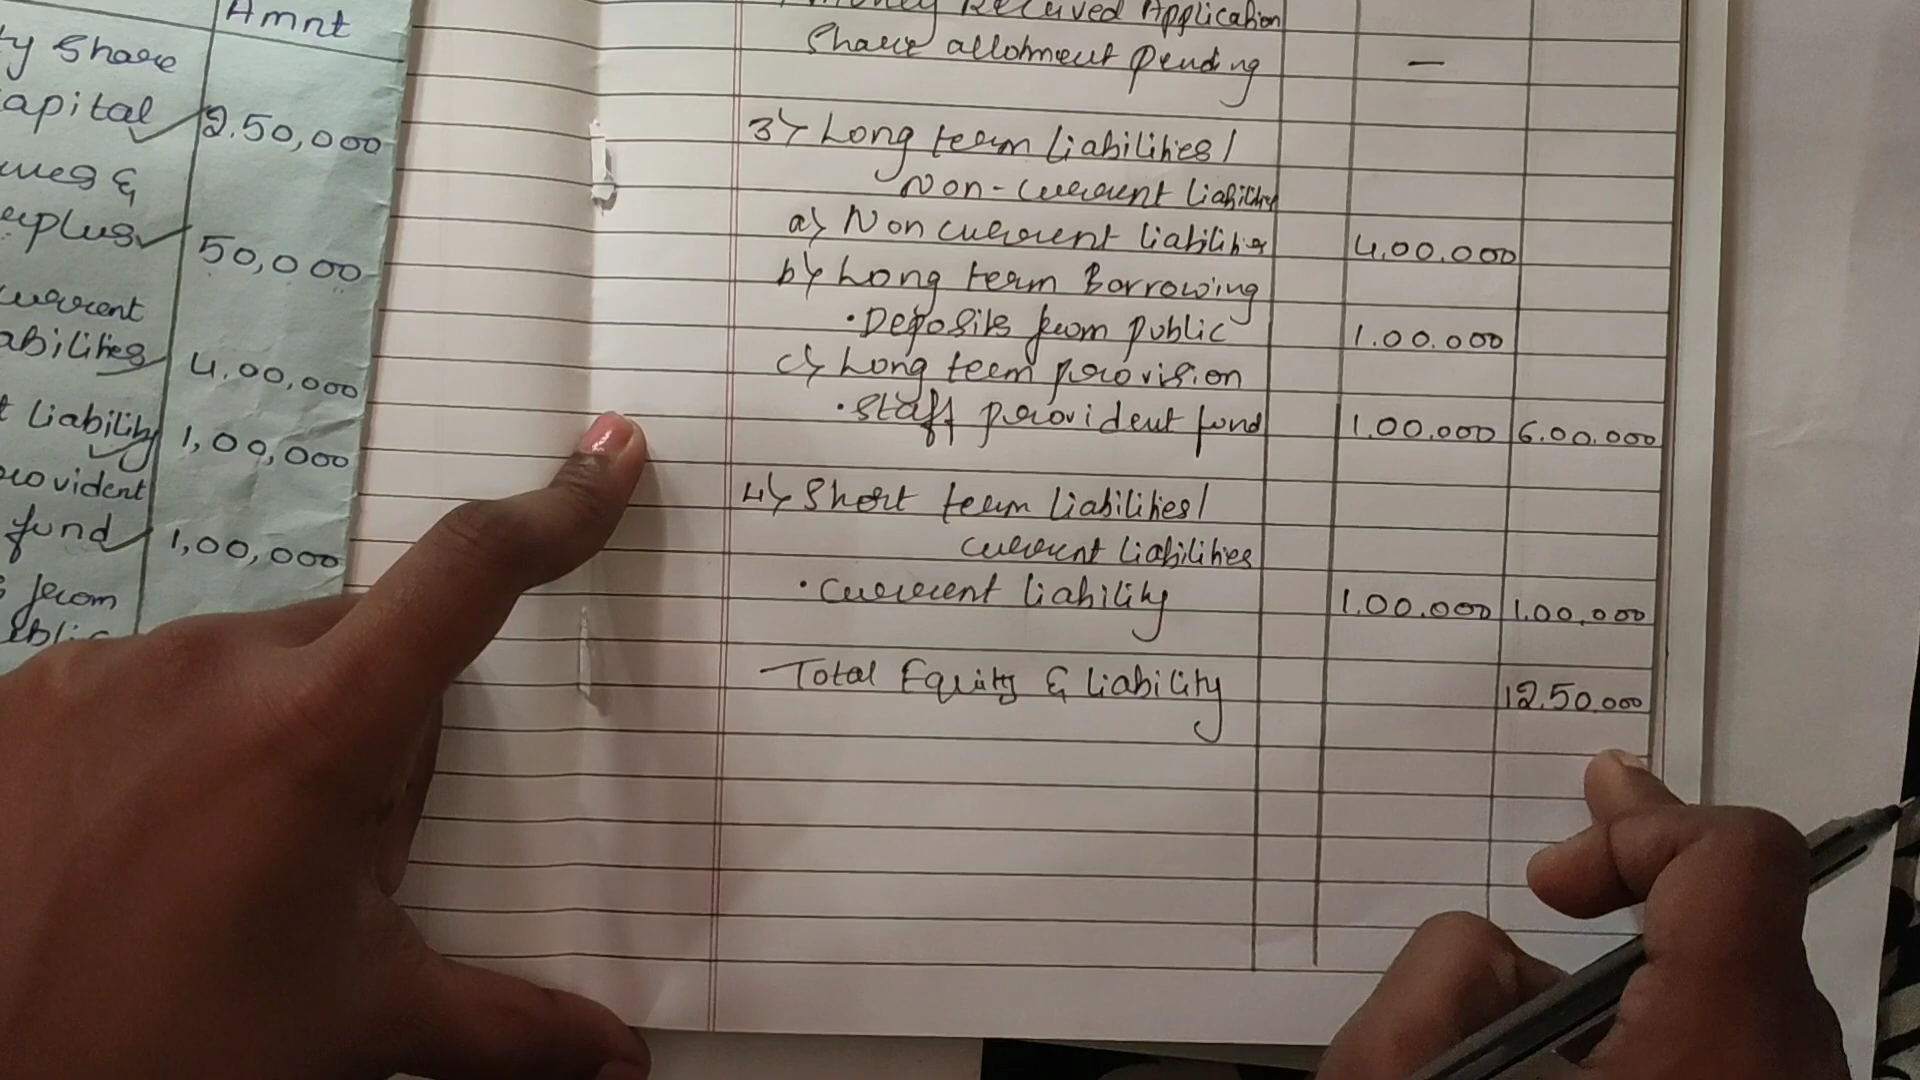 Amnt
ty Share
apital 2.50,000
ues &
erplus 50,000
current
abilities 4.00,000
t liability 1,00,000
rovident
fund 1,00,000
s from
ublic
money Received Application
Share allotment Pending —
3) Long term liabilities /
Non-current liability
a) Non current liabilities 4,00.000
b) Long term Borrowing
• Deposits from public 1.00.000
c) Long term provision
• Staff provident fund 1.00.000 6.00.000
4) Short term liabilities /
current liabilities
• current liability 1.00.000 1.00.000
Total Equity & liability 12.50.000